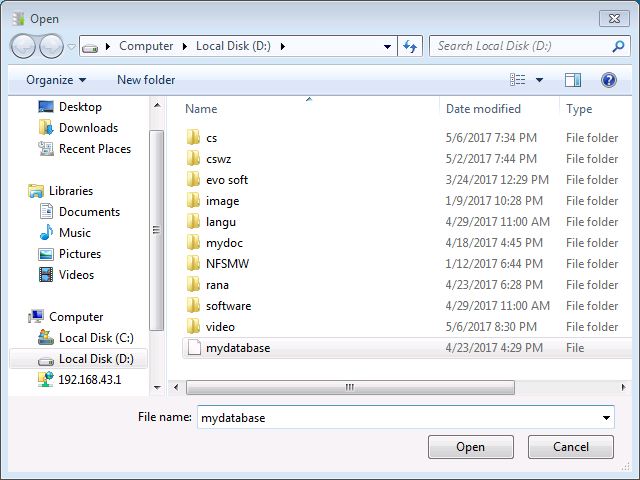 Open
Computer Local Disk (D:) Search Local Disk (D:)
Organize New folder
Name Date modified Type
Desktop
Downloads
Recent Places
Libraries
Documents
Music
Pictures
Videos
Computer
Local Disk (C:)
Local Disk (D:)
192.168.43.1
cs 5/6/2017 7:34 PM File folder
cswz 5/2/2017 7:44 PM File folder
evo soft 3/24/2017 12:29 PM File folder
image 1/9/2017 10:28 PM File folder
langu 4/29/2017 11:00 AM File folder
mydoc 4/18/2017 4:45 PM File folder
NFSMW 1/12/2017 6:44 PM File folder
rana 4/23/2017 6:28 PM File folder
software 4/29/2017 11:00 AM File folder
video 5/6/2017 8:30 PM File folder
mydatabase 4/23/2017 4:29 PM File
File name: mydatabase
Open Cancel